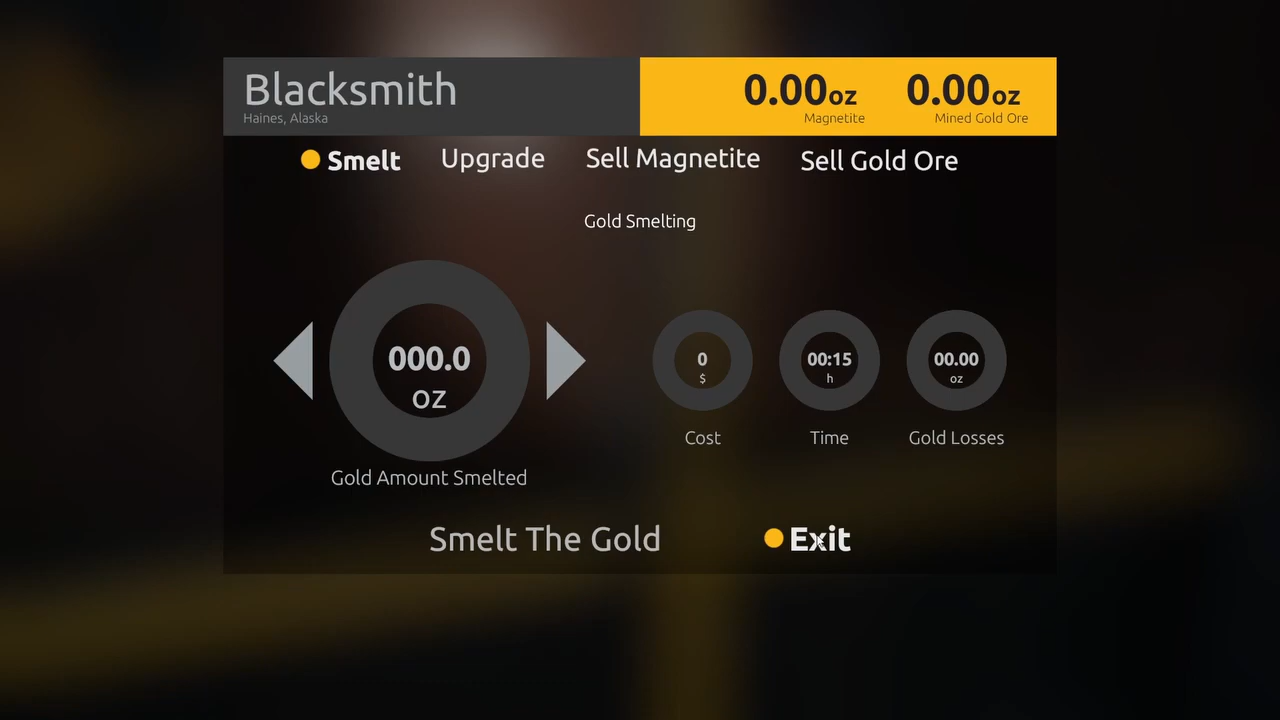 Blacksmith
Haines, Alaska
0.00oz
Magnetite
0.00oz
Mined Gold Ore
Smelt
Upgrade
Sell Magnetite
Sell Gold Ore
Gold Smelting
000.0
oz
Gold Amount Smelted
0
$
Cost
00:15
h
Time
00.00
oz
Gold Losses
Smelt The Gold
Exit